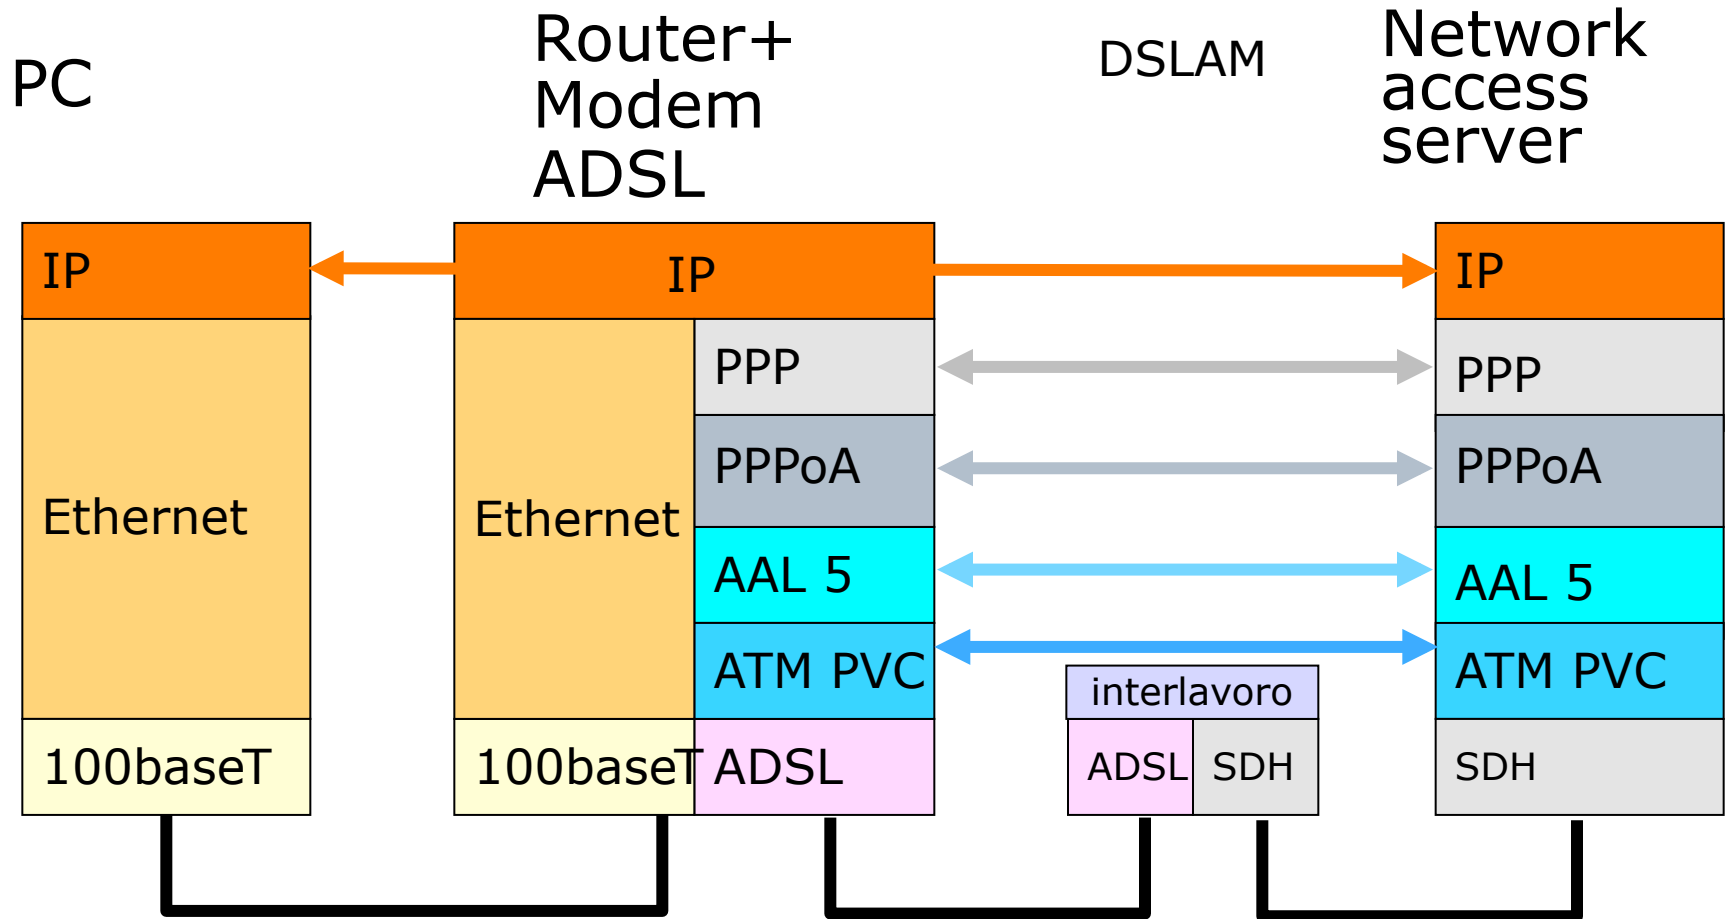 PC
Router+
Modem
ADSL
DSLAM
Network
access
server
IP
Ethernet
100baseT
IP
Ethernet
100baseT
PPP
PPPoA
AAL 5
ATM PVC
ADSL
interlavoro
ADSL
SDH
IP
PPP
PPPoA
AAL 5
ATM PVC
SDH